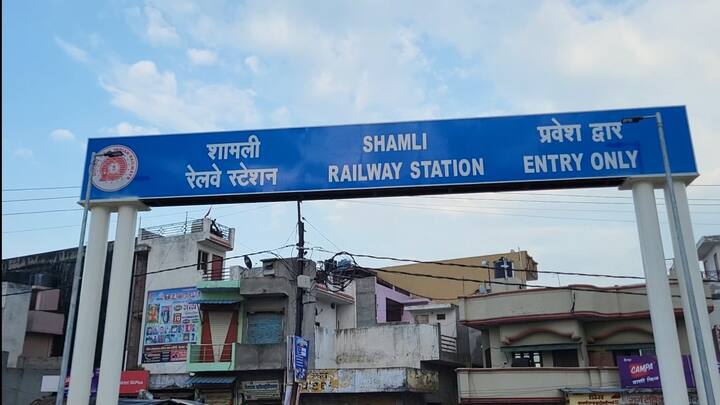 शामली
रेलवे स्टेशन
SHAMLI
RAILWAY STATION
प्रवेश द्वार
ENTRY ONLY
CAMPA